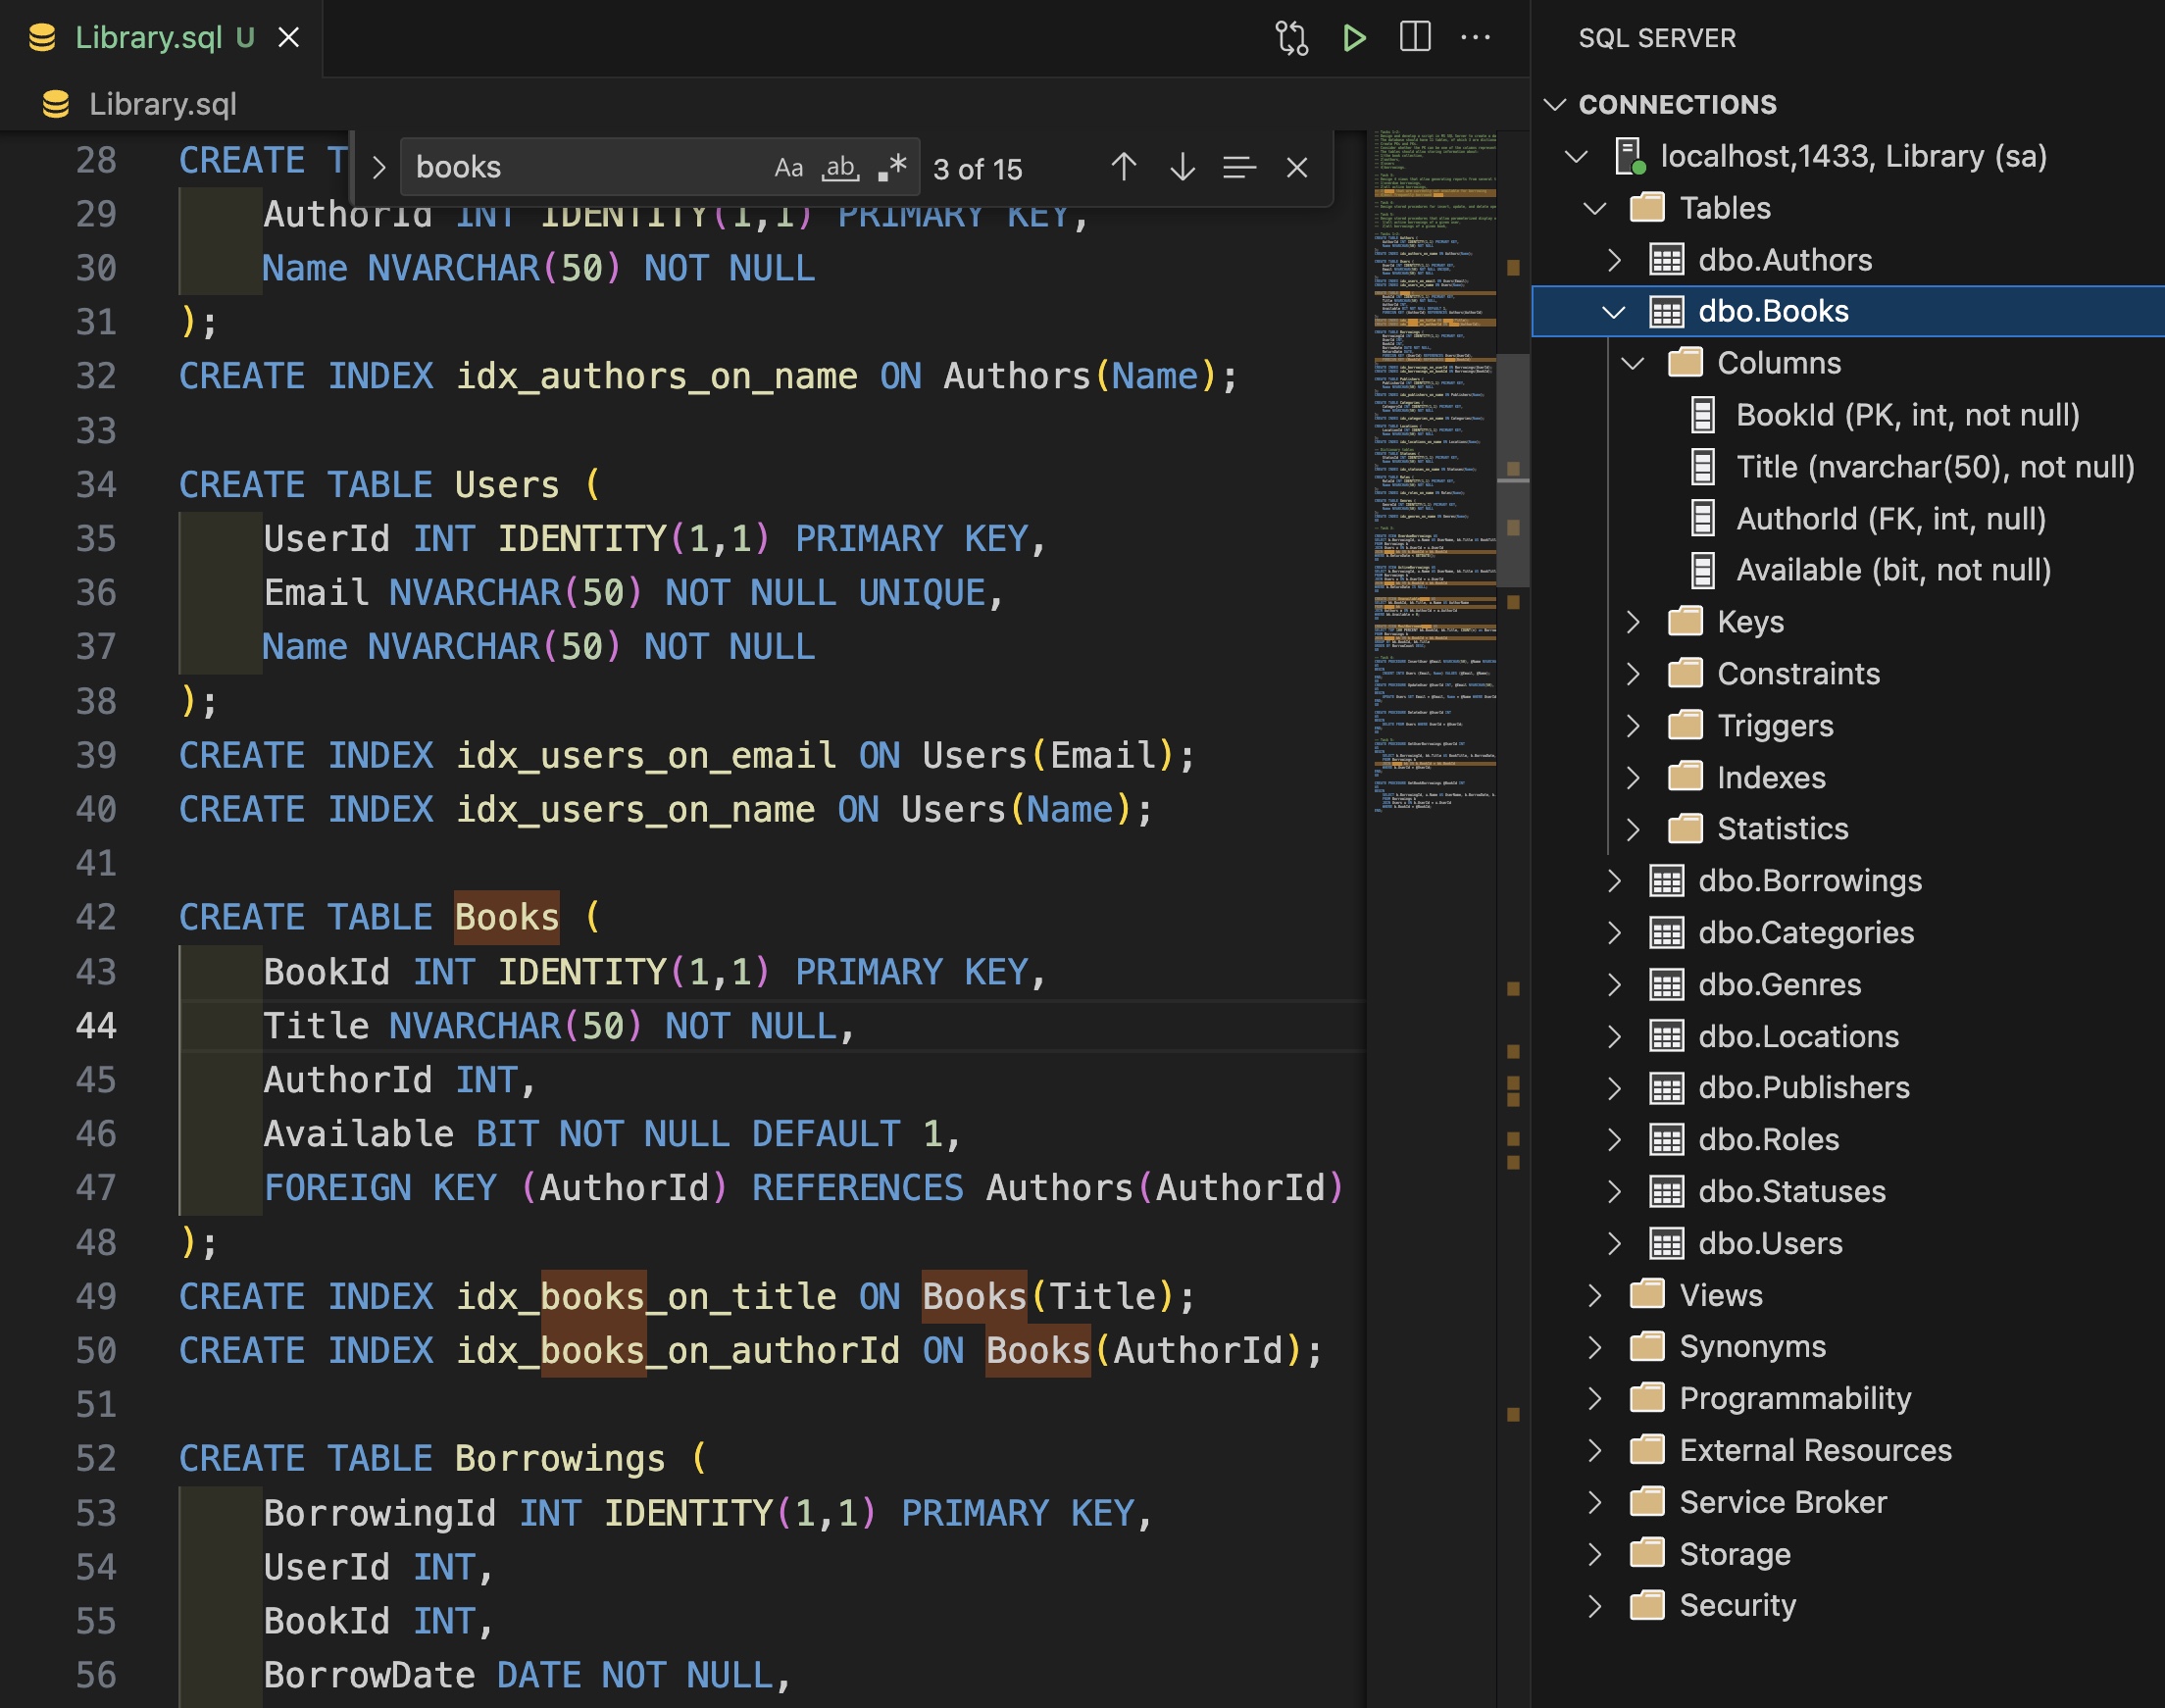 Library.sql U
Library.sql
books Aa ab .* 3 of 15
28 CREATE T
29 AuthorId INT IDENTITY(1,1) PRIMARY KEY,
30 Name NVARCHAR(50) NOT NULL
31 );
32 CREATE INDEX idx_authors_on_name ON Authors(Name);
33
34 CREATE TABLE Users (
35 UserId INT IDENTITY(1,1) PRIMARY KEY,
36 Email NVARCHAR(50) NOT NULL UNIQUE,
37 Name NVARCHAR(50) NOT NULL
38 );
39 CREATE INDEX idx_users_on_email ON Users(Email);
40 CREATE INDEX idx_users_on_name ON Users(Name);
41
42 CREATE TABLE Books (
43 BookId INT IDENTITY(1,1) PRIMARY KEY,
44 Title NVARCHAR(50) NOT NULL,
45 AuthorId INT,
46 Available BIT NOT NULL DEFAULT 1,
47 FOREIGN KEY (AuthorId) REFERENCES Authors(AuthorId)
48 );
49 CREATE INDEX idx_books_on_title ON Books(Title);
50 CREATE INDEX idx_books_on_authorId ON Books(AuthorId);
51
52 CREATE TABLE Borrowings (
53 BorrowingId INT IDENTITY(1,1) PRIMARY KEY,
54 UserId INT,
55 BookId INT,
56 BorrowDate DATE NOT NULL,
SQL SERVER
CONNECTIONS
localhost,1433, Library (sa)
Tables
dbo.Authors
dbo.Books
Columns
BookId (PK, int, not null)
Title (nvarchar(50), not null)
AuthorId (FK, int, null)
Available (bit, not null)
Keys
Constraints
Triggers
Indexes
Statistics
dbo.Borrowings
dbo.Categories
dbo.Genres
dbo.Locations
dbo.Publishers
dbo.Roles
dbo.Statuses
dbo.Users
Views
Synonyms
Programmability
External Resources
Service Broker
Storage
Security